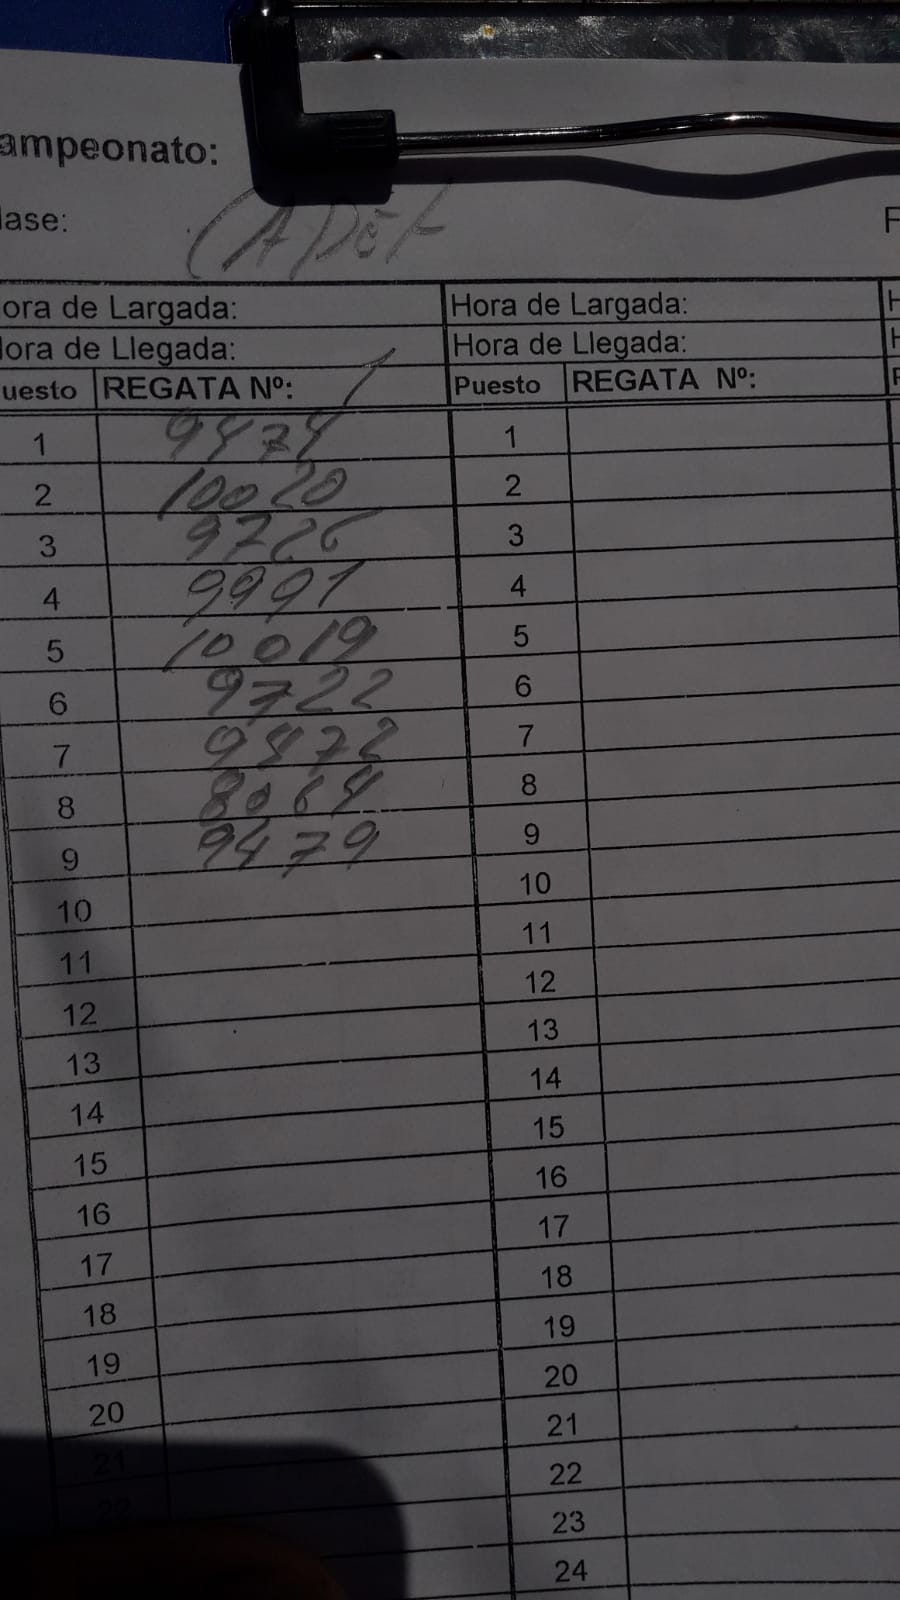 ampeonato:
lase: CADET F
ora de Largada: Hora de Largada: H
Hora de Llegada: Hora de Llegada: H
uesto REGATA Nº: 1 Puesto REGATA Nº: P
1 9474 1
2 10020 2
3 9726 3
4 9991 4
5 10019 5
6 9722 6
7 9472 7
8 8064 8
9 9479 9
10 10
11 11
12 12
13 13
14 14
15 15
16 16
17 17
18 18
19 19
20 20
21 21
22 22
23
24